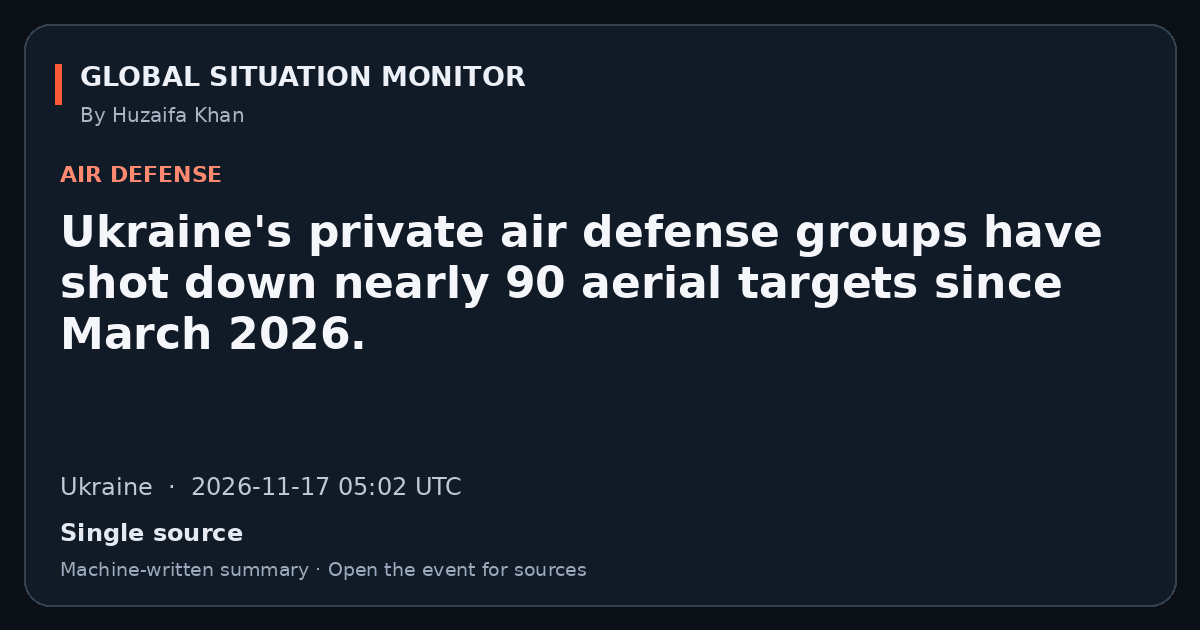 GLOBAL SITUATION MONITOR
By Huzaifa Khan
AIR DEFENSE
Ukraine's private air defense groups have
shot down nearly 90 aerial targets since
March 2026.
Ukraine · 2026-11-17 05:02 UTC
Single source
Machine-written summary · Open the event for sources